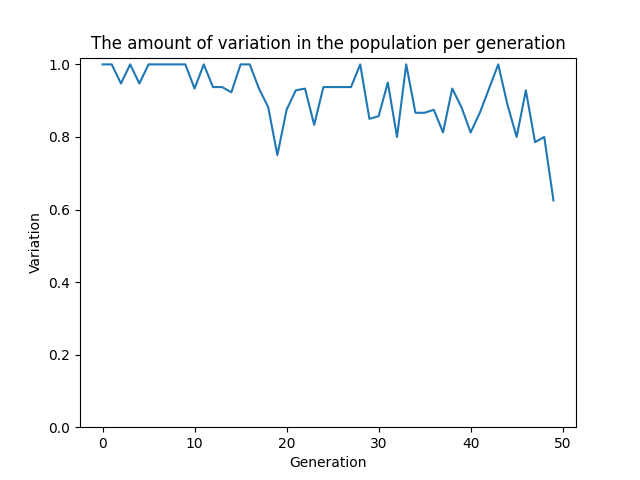 The amount of variation in the population per generation
1.0
0.8
0.6
0.4
0.2
0.0
Variation
0 10 20 30 40 50
Generation